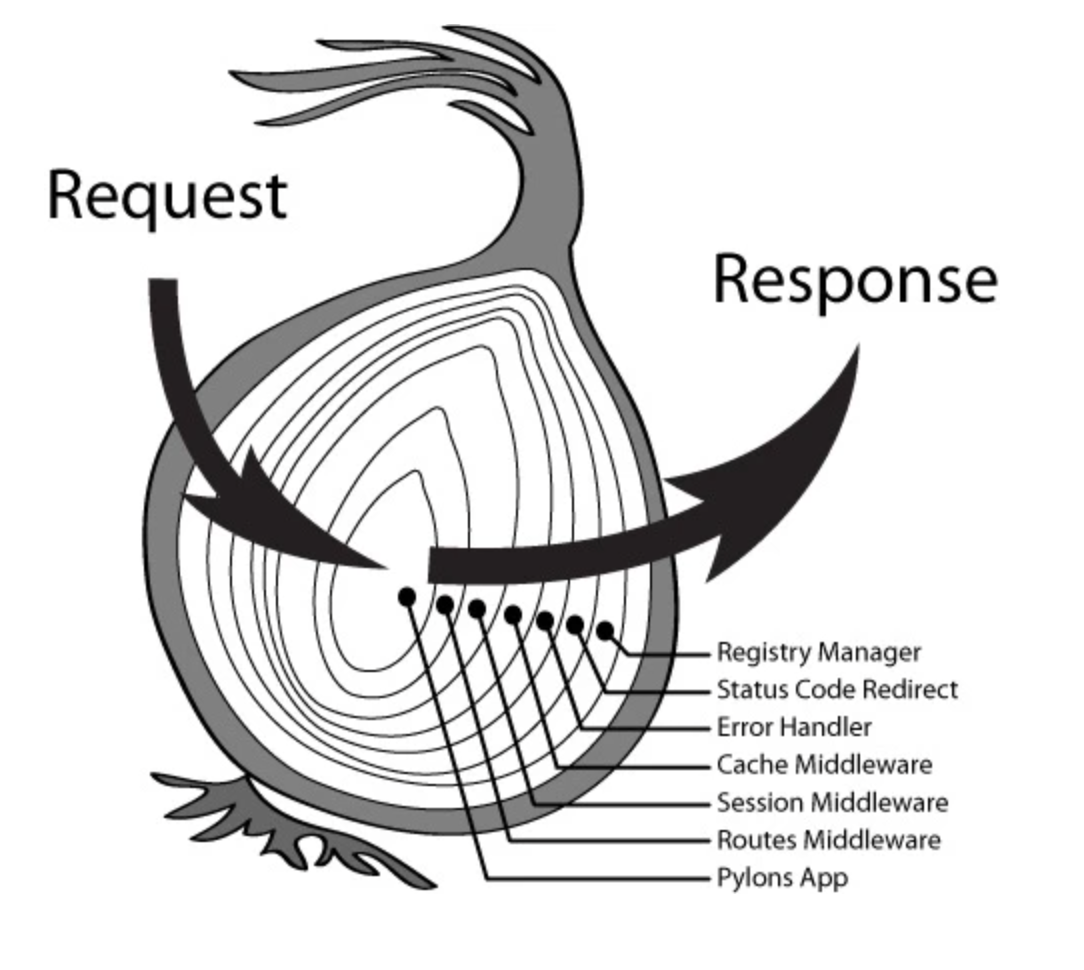 Request
Response
Registry Manager
Status Code Redirect
Error Handler
Cache Middleware
Session Middleware
Routes Middleware
Pylons App